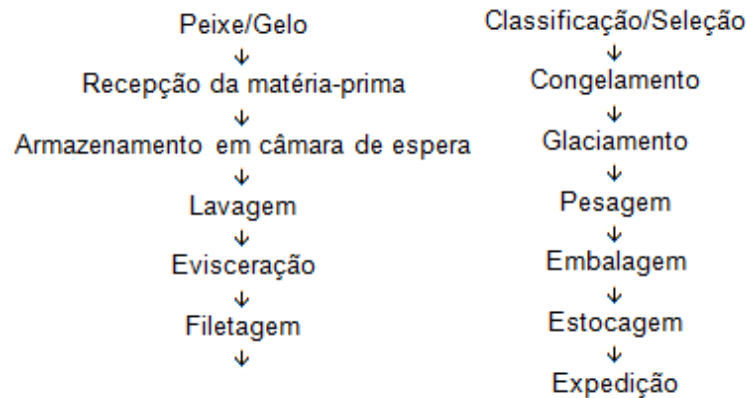 Peixe/Gelo
↓
Recepção da matéria-prima
↓
Armazenamento em câmara de espera
↓
Lavagem
↓
Evisceração
↓
Filetagem
↓
Classificação/Seleção
↓
Congelamento
↓
Glaciamento
↓
Pesagem
↓
Embalagem
↓
Estocagem
↓
Expedição